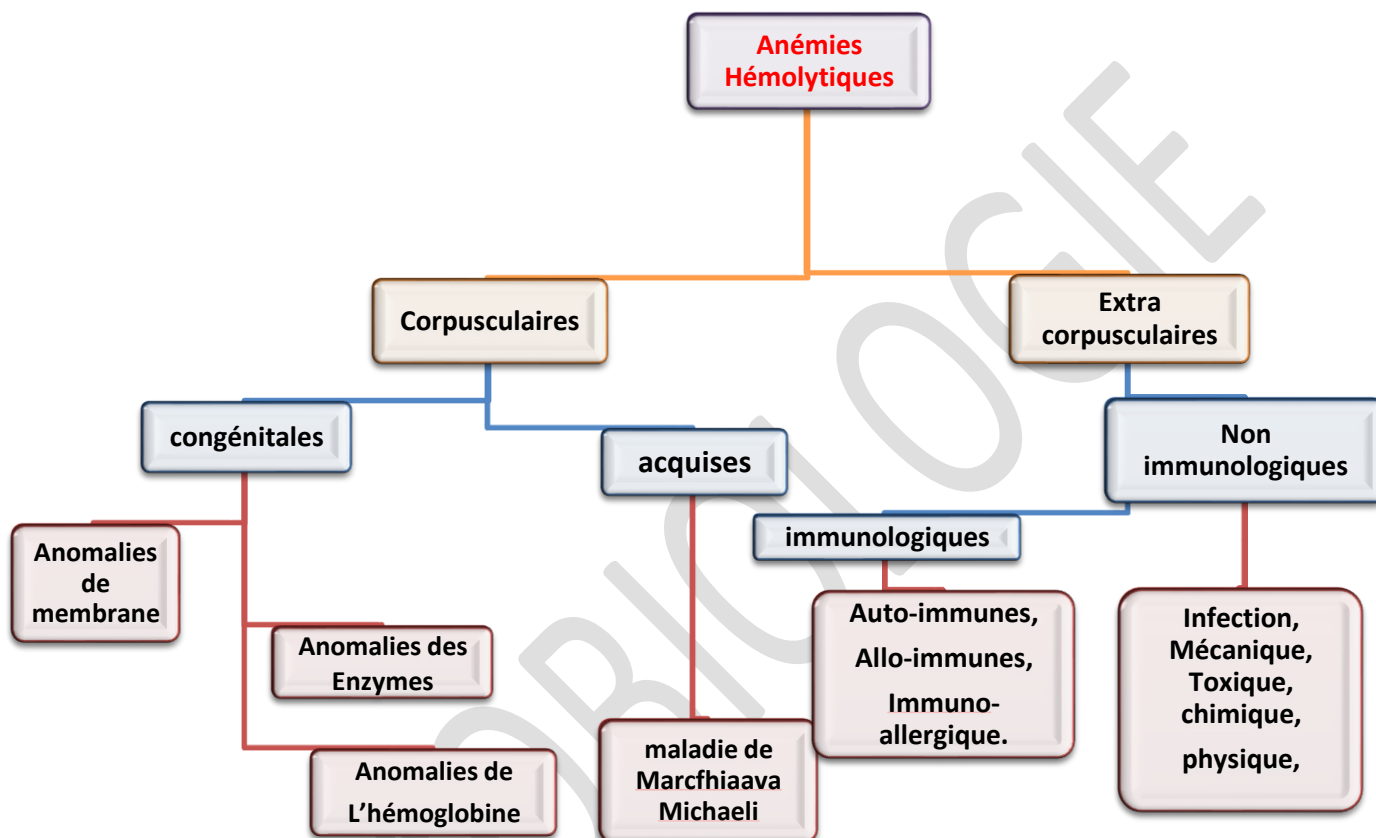 Anémies
Hémolytiques
Corpusculaires
Extra
corpusculaires
congénitales
acquises
Non
immunologiques
immunologiques
Anomalies
de
membrane
Anomalies des
Enzymes
Anomalies de
L'hémoglobine
maladie de
Marcfhiaava
Michaeli
Auto-immunes,
Allo-immunes,
Immuno-
allergique.
Infection,
Mécanique,
Toxique,
chimique,
physique,
OBIOLOGIE